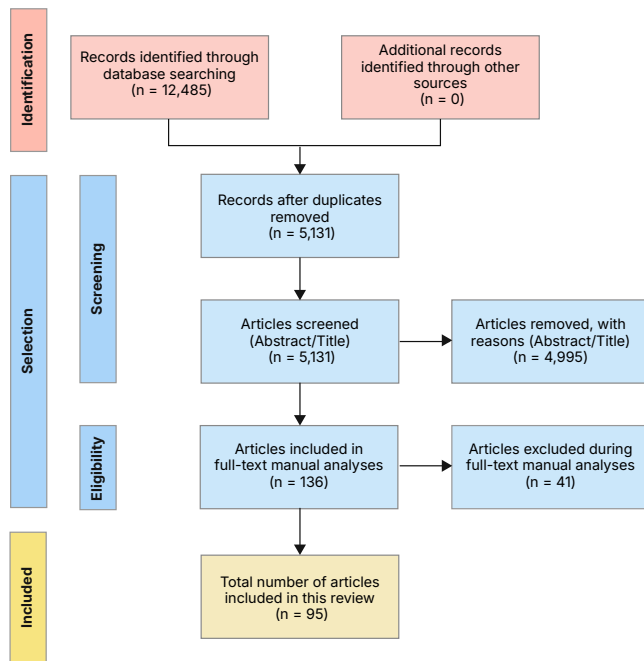 Identification
Records identified through
database searching
(n = 12,485)
Additional records
identified through other
sources
(n = 0)
Selection
Screening
Records after duplicates
removed
(n = 5,131)
Articles screened
(Abstract/Title)
(n = 5,131)
Articles removed, with
reasons (Abstract/Title)
(n = 4,995)
Eligibility
Articles included in
full-text manual analyses
(n = 136)
Articles excluded during
full-text manual analyses
(n = 41)
Included
Total number of articles
included in this review
(n = 95)